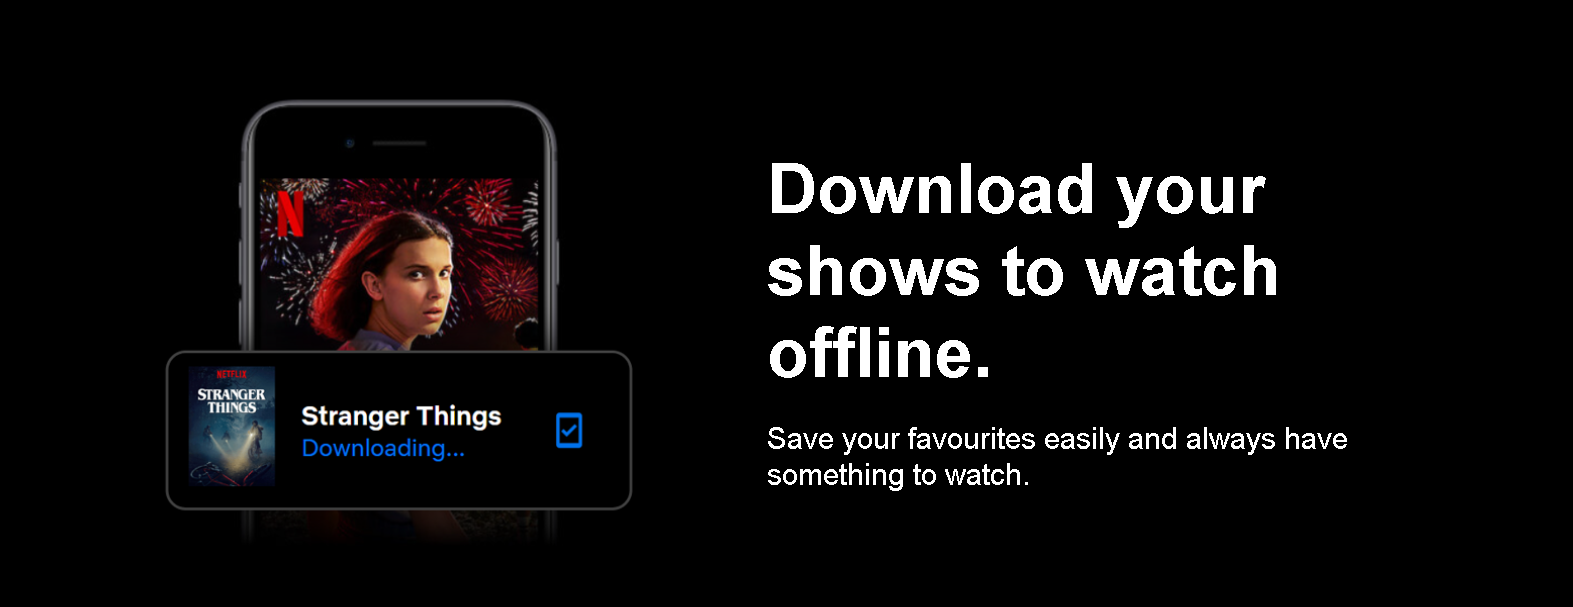 N
NETFLIX
STRANGER
THINGS
Stranger Things
Downloading...
Download your
shows to watch
offline.
Save your favourites easily and always have
something to watch.